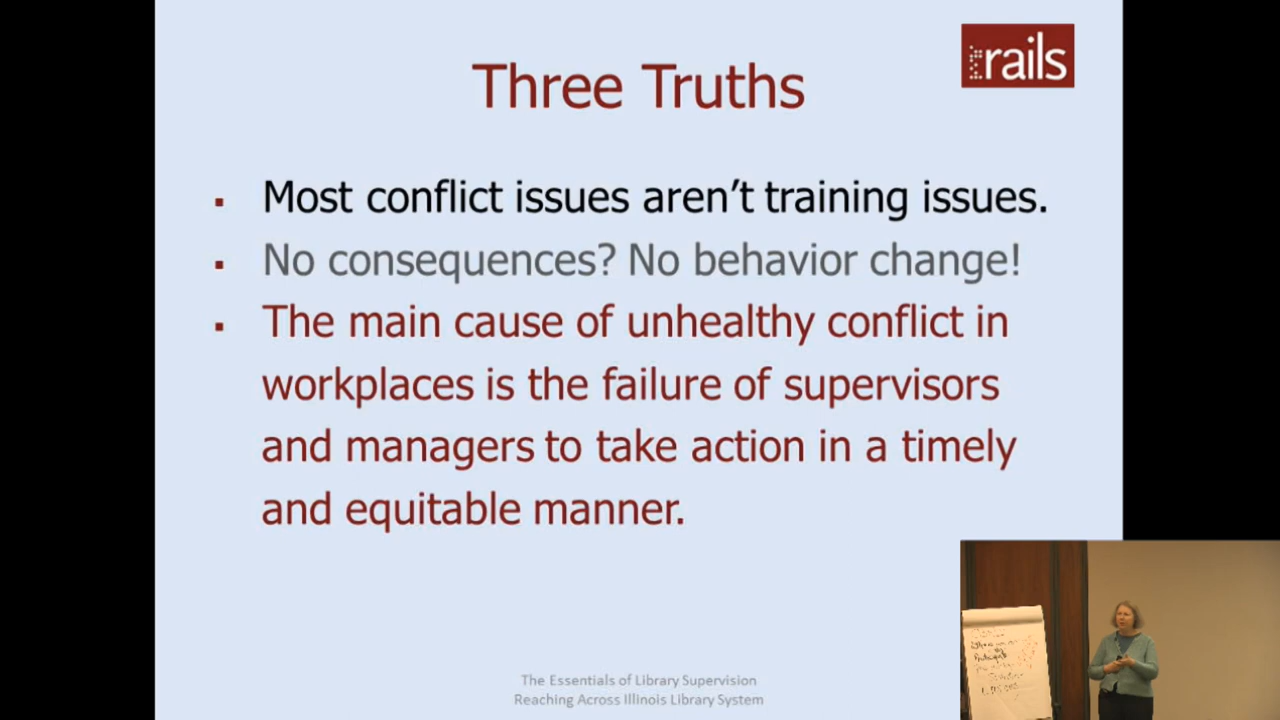 rails
Three Truths
▪ Most conflict issues aren’t training issues.
▪ No consequences? No behavior change!
▪ The main cause of unhealthy conflict in
workplaces is the failure of supervisors
and managers to take action in a timely
and equitable manner.
The Essentials of Library Supervision
Reaching Across Illinois Library System